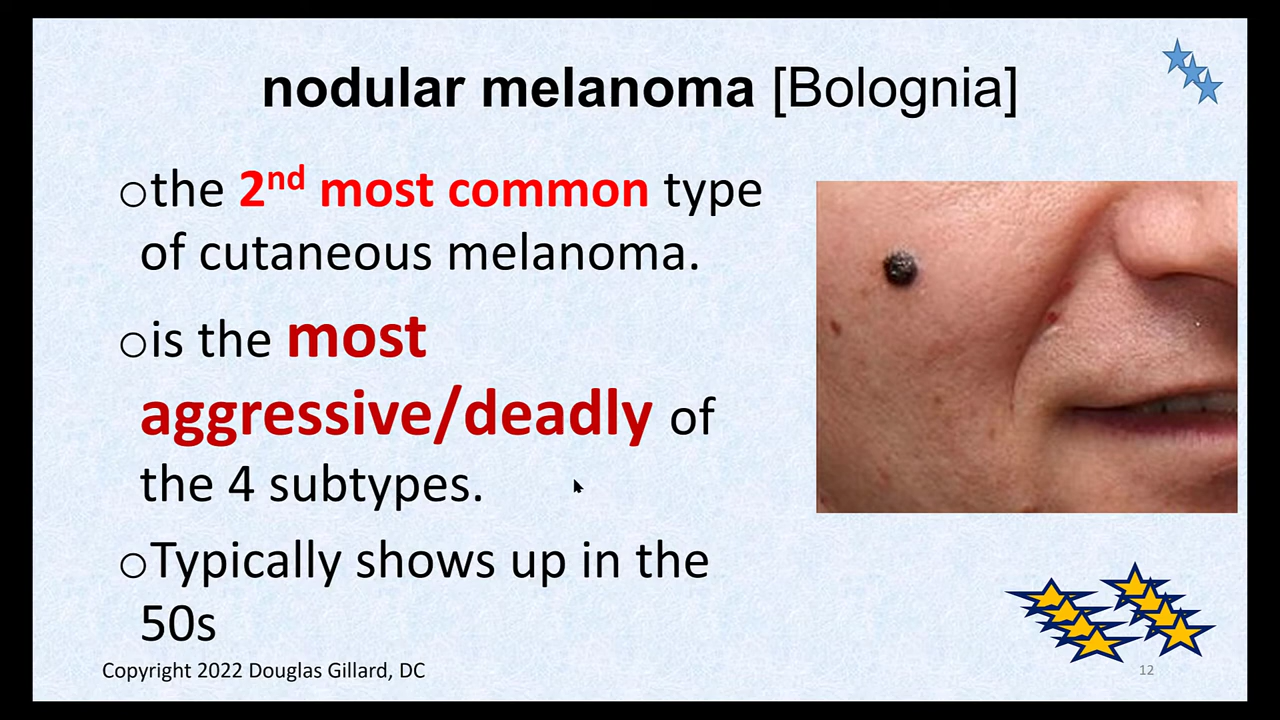 nodular melanoma [Bolognia]
○the 2nd most common type
of cutaneous melanoma.
○is the most
aggressive/deadly of
the 4 subtypes.
○Typically shows up in the
50s
Copyright 2022 Douglas Gillard, DC
12